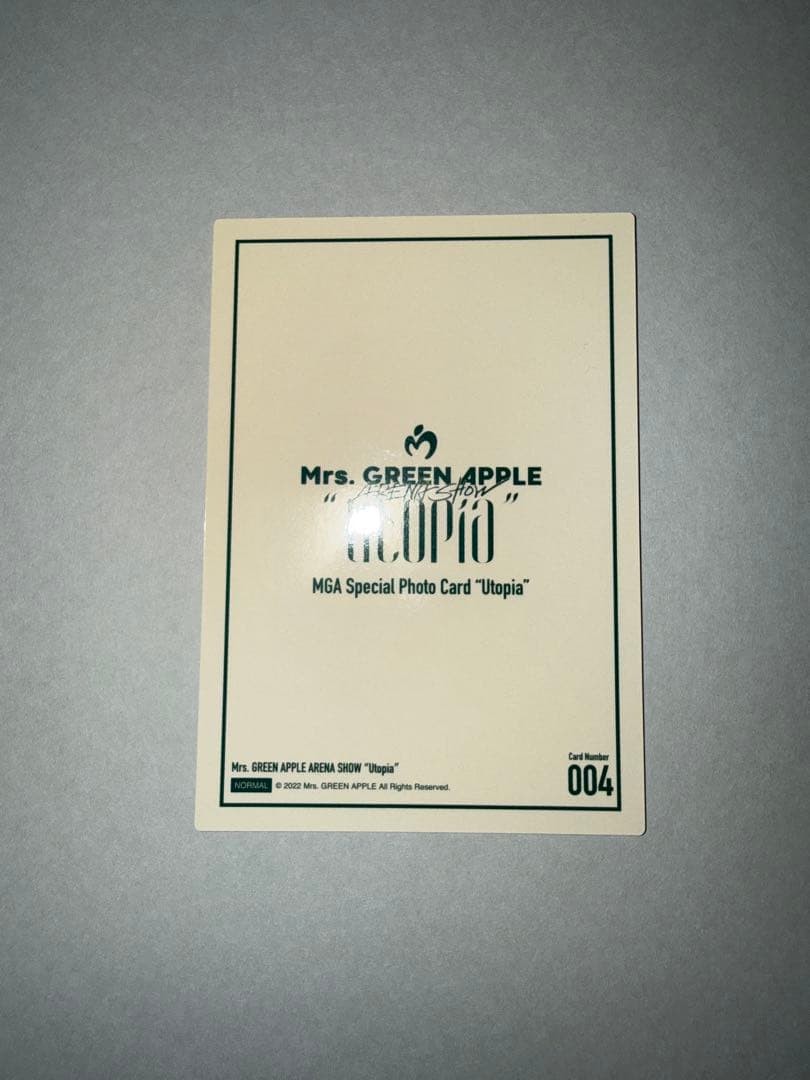 Mrs. GREEN APPLE
ARENA SHOW
“Utopia”
MGA Special Photo Card “Utopia”
Mrs. GREEN APPLE ARENA SHOW “Utopia”
NORMAL © 2022 Mrs. GREEN APPLE All Rights Reserved.
Card Number
004